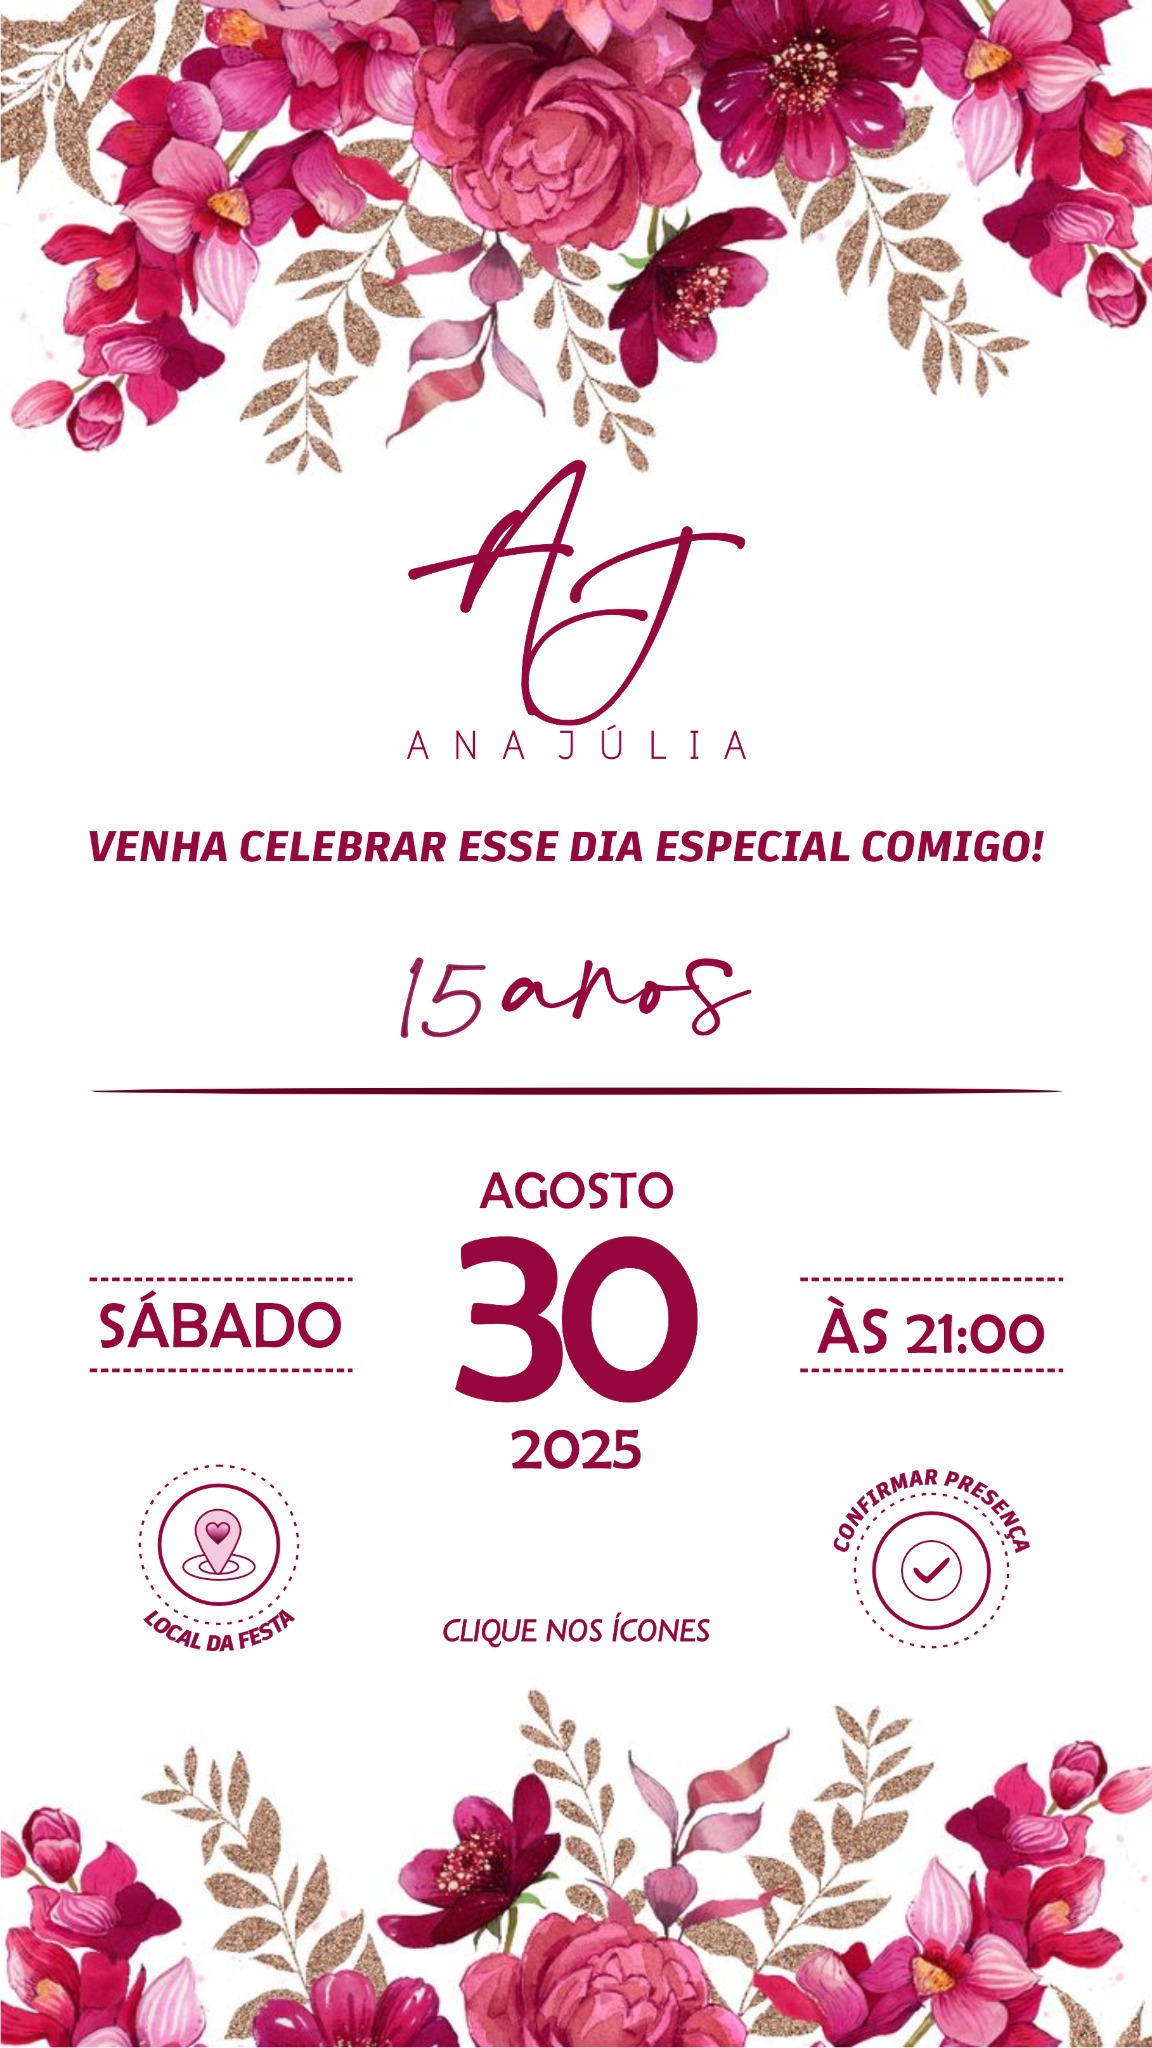 AJ
ANA JÚLIA
VENHA CELEBRAR ESSE DIA ESPECIAL COMIGO!
15 anos
AGOSTO
SÁBADO
30
ÀS 21:00
2025
CONFIRMAR PRESENÇA
LOCAL DA FESTA
CLIQUE NOS ÍCONES